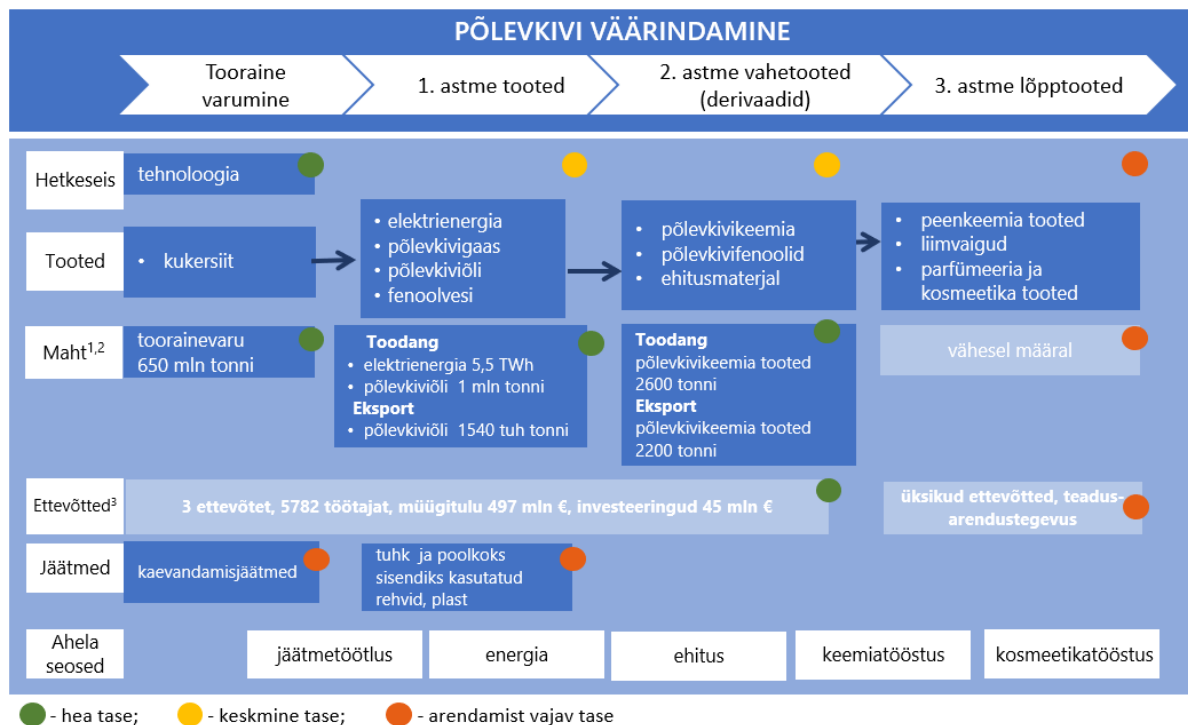 PÕLEVKIVI VÄÄRINDAMINE
Tooraine
varumine
1. astme tooted
2. astme vahetooted
(derivaadid)
3. astme lõpptooted
Hetkeseis
tehnoloogia
Tooted
• kukersiit
• elektrienergia
• põlevkivigaas
• põlevkiviõli
• fenoolvesi
• põlevkivikeemia
• põlevkivifenoolid
• ehitusmaterjal
• peenkeemia tooted
• liimvaigud
• parfümeeria ja
kosmeetika tooted
Maht1,2
toorainevaru
650 mln tonni
Toodang
• elektrienergia 5,5 TWh
• põlevkiviõli 1 mln tonni
Eksport
• põlevkiviõli 1540 tuh tonni
Toodang
põlevkivikeemia tooted
2600 tonni
Eksport
põlevkivikeemia tooted
2200 tonni
vähesel määral
Ettevõtted3
3 ettevõtet, 5782 töötajat, müügitulu 497 mln €, investeeringud 45 mln €
üksikud ettevõtted, teadus-
arendustegevus
Jäätmed
kaevandamisjäätmed
tuhk ja poolkoks
sisendiks kasutatud
rehvid, plast
Ahela
seosed
jäätmetöötlus
energia
ehitus
keemiatööstus
kosmeetikatööstus
- hea tase;
- keskmine tase;
- arendamist vajav tase